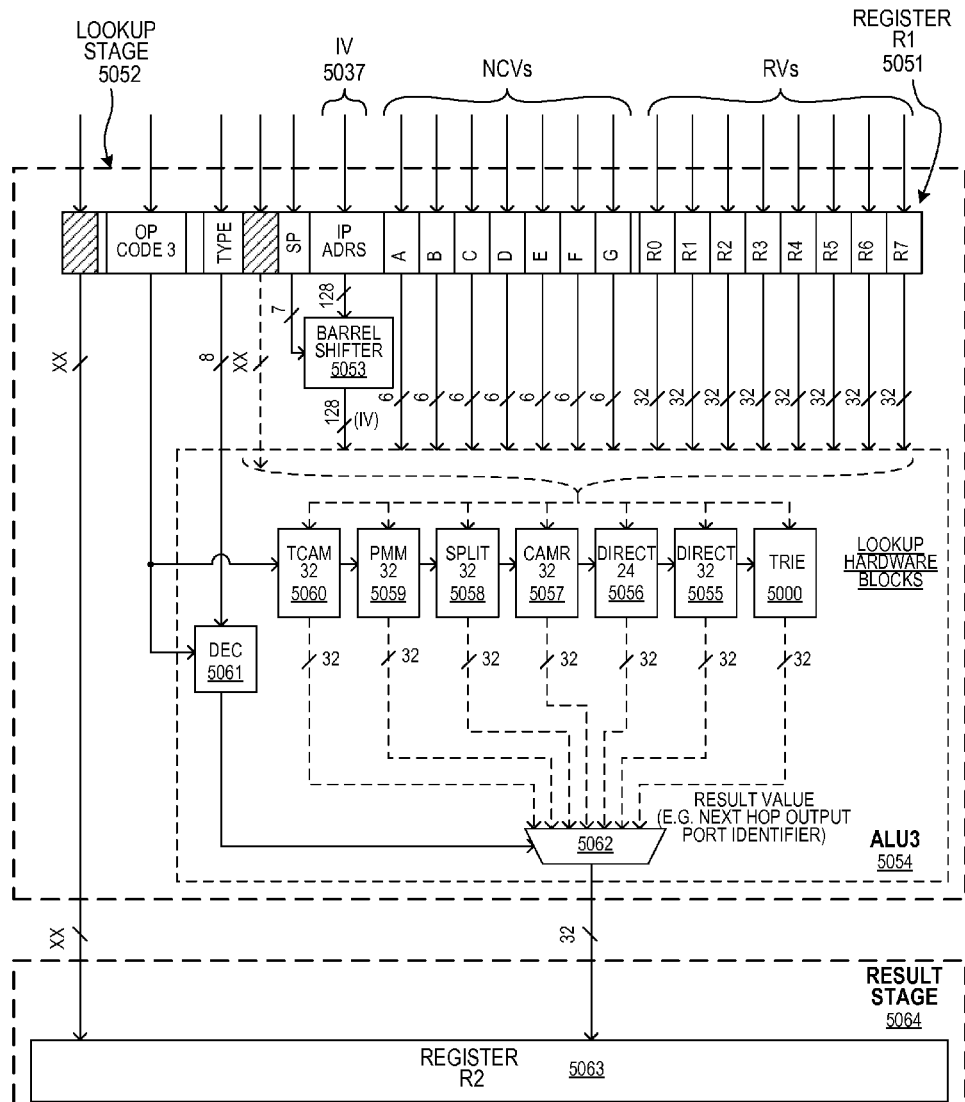 LOOKUP
STAGE
5052
IV
5037
NCVs
RVs
REGISTER
R1
5051
OP
CODE 3
TYPE
SP
IP
ADRS
A
B
C
D
E
F
G
R0
R1
R2
R3
R4
R5
R6
R7
XX
8
XX
7
128
BARREL
SHIFTER
5053
128
(IV)
6
6
6
6
6
6
6
32
32
32
32
32
32
32
32
TCAM
32
5060
PMM
32
5059
SPLIT
32
5058
CAMR
32
5057
DIRECT
24
5056
DIRECT
32
5055
TRIE
5000
LOOKUP
HARDWARE
BLOCKS
DEC
5061
32
32
32
32
32
32
32
RESULT VALUE
(E.G. NEXT HOP OUTPUT
PORT IDENTIFIER)
5062
ALU3
5054
XX
32
RESULT
STAGE
5064
REGISTER
R2
5063